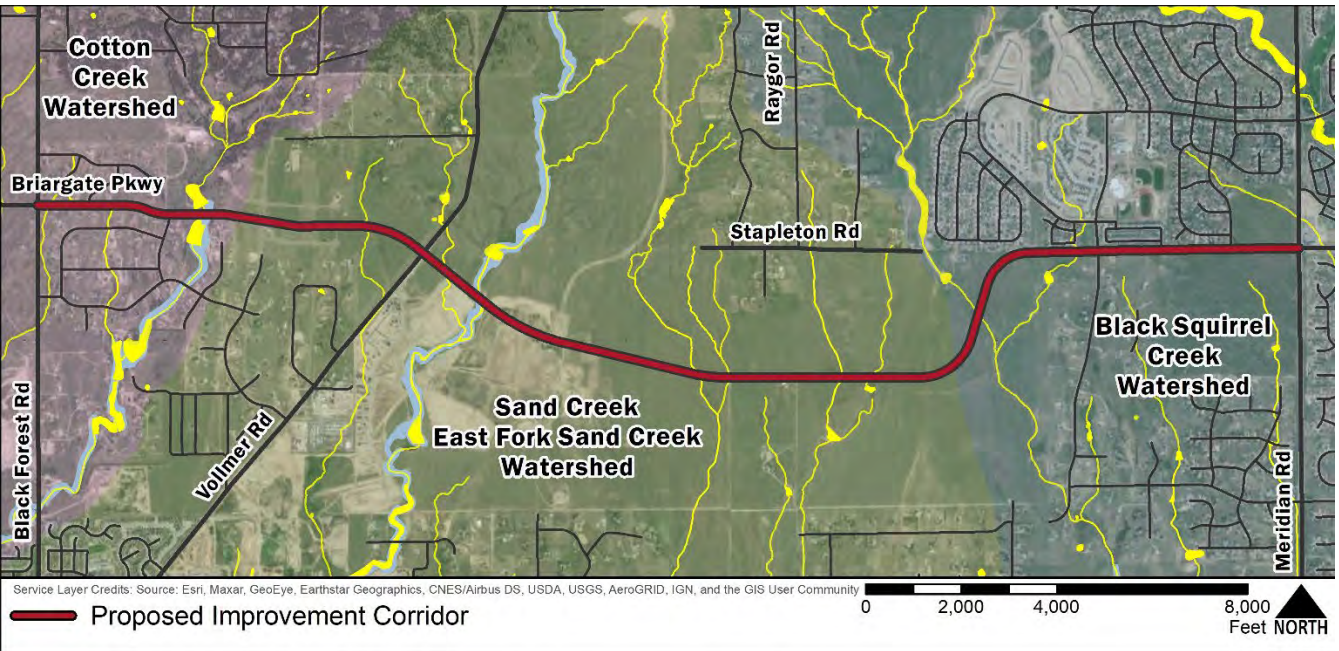 Cotton
Creek
Watershed
Raygor Rd
Briargate Pkwy
Stapleton Rd
Black Squirrel
Creek
Watershed
Sand Creek
East Fork Sand Creek
Watershed
Black Forest Rd
Vollmer Rd
Meridian Rd
Service Layer Credits: Source: Esri, Maxar, GeoEye, Earthstar Geographics, CNES/Airbus DS, USDA, USGS, AeroGRID, IGN, and the GIS User Community
Proposed Improvement Corridor
0 2,000 4,000 8,000
Feet NORTH